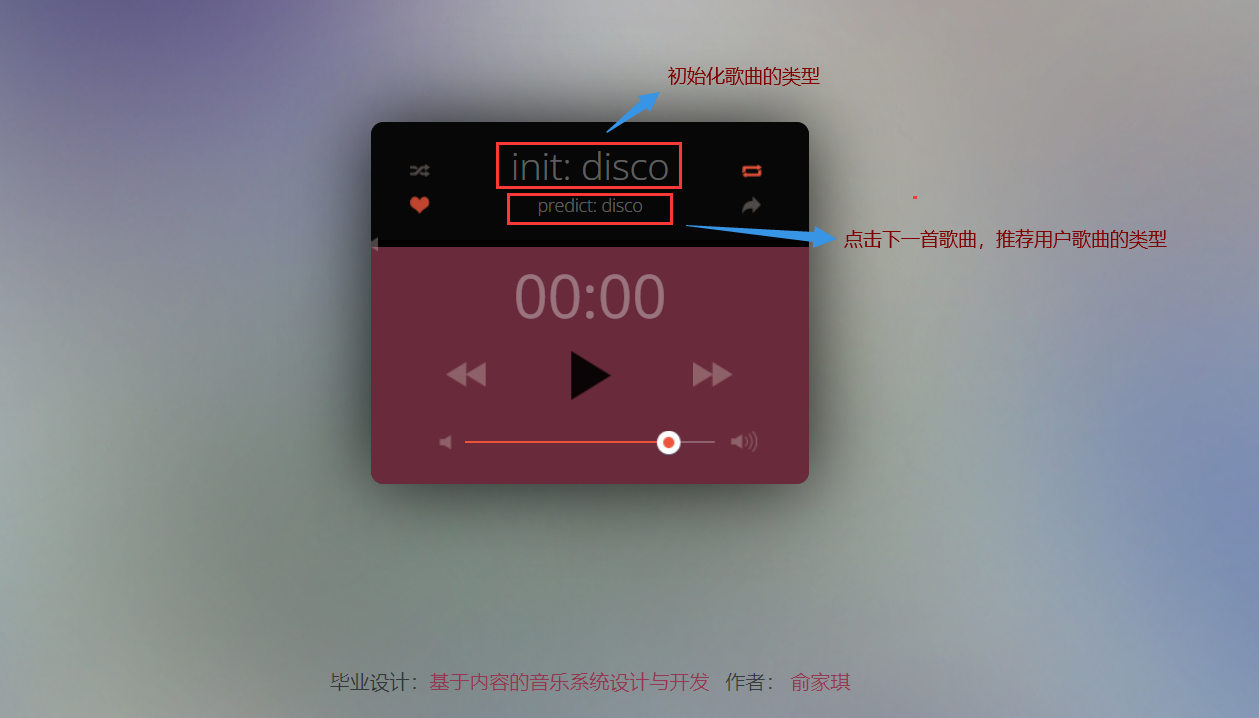 初始化歌曲的类型
init: disco
predict: disco
点击下一首歌曲，推荐用户歌曲的类型
00:00
毕业设计：基于内容的音乐系统设计与开发 作者： 俞家琪